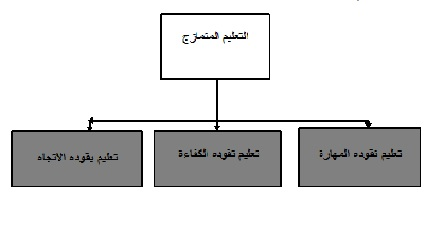 التعليم المتمازج
تعليم تقوده المهارة
تعليم تقوده الكفاءة
تعليم يقوده الاتجاه